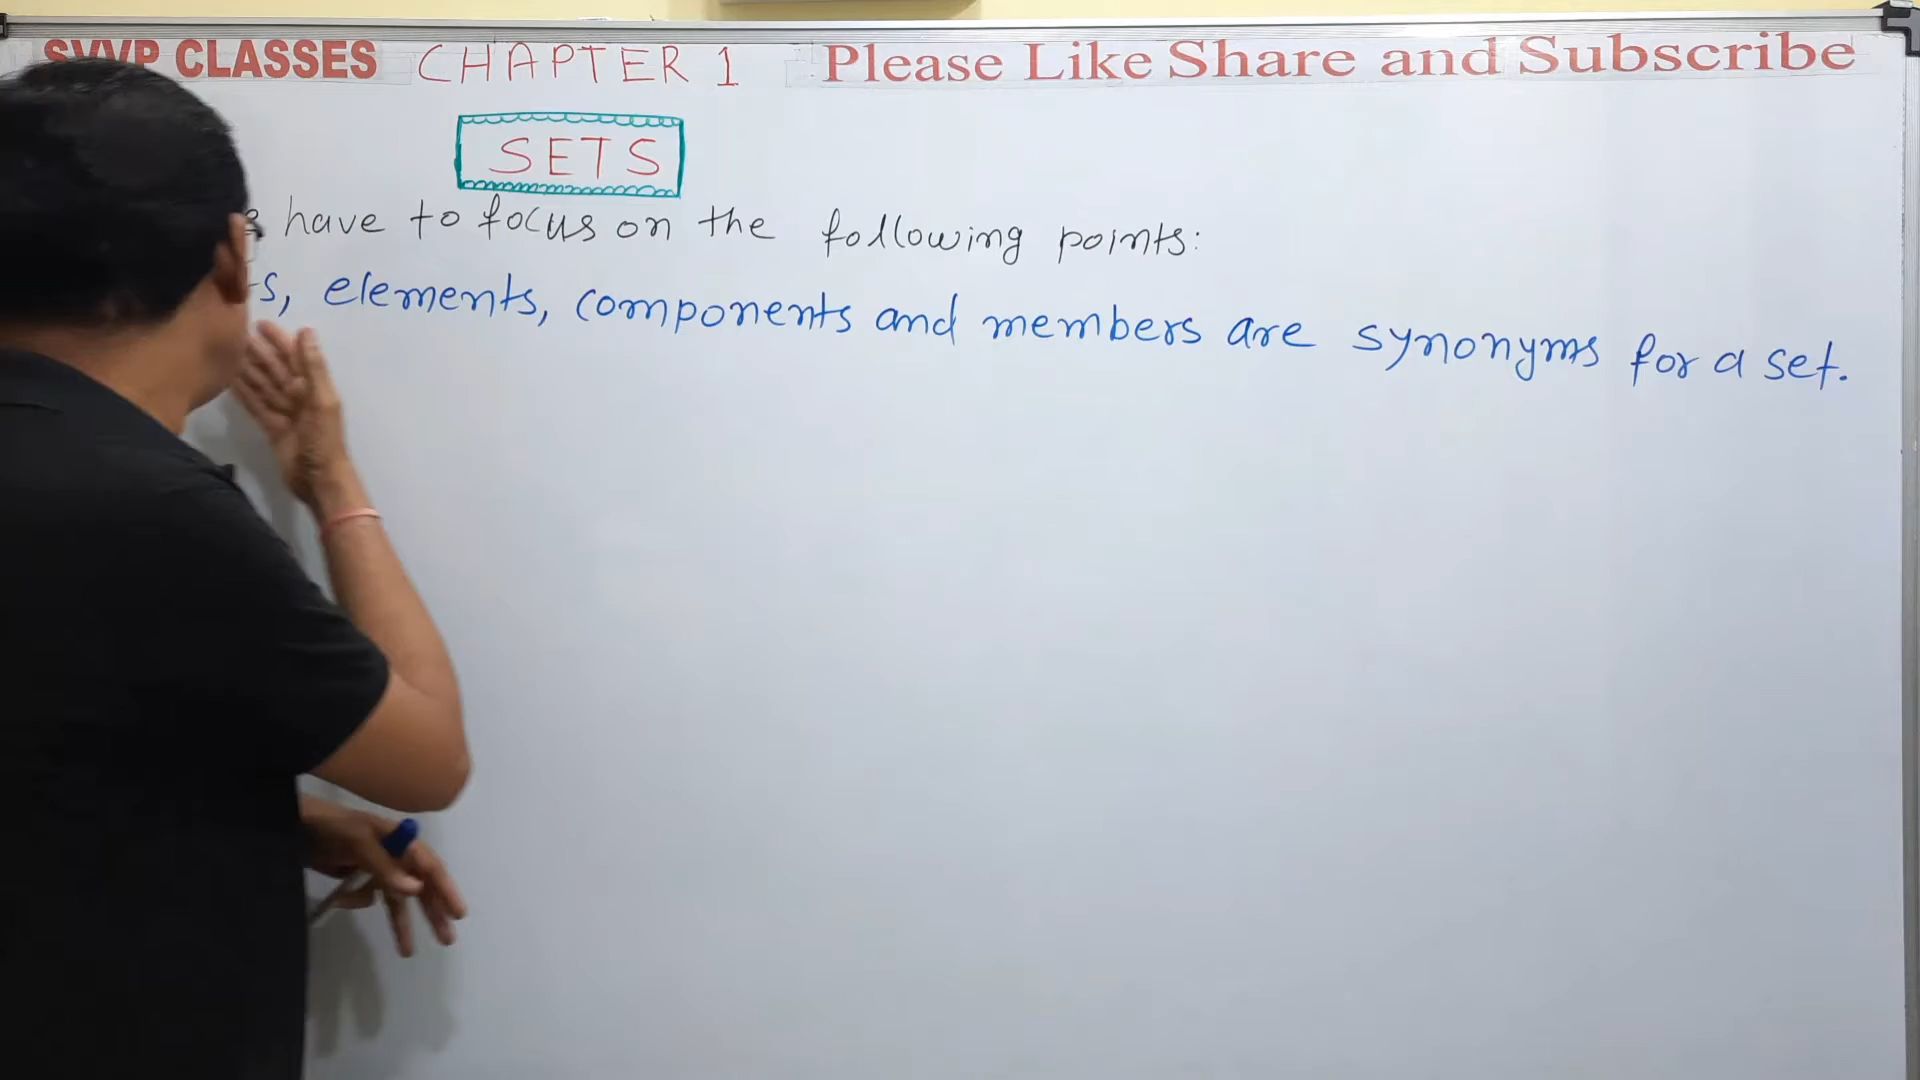 CLASSES CHAPTER 1 Please Like Share and Subscribe
SETS
have to focus on the following points:
elements, components and members are synonyms for a set.